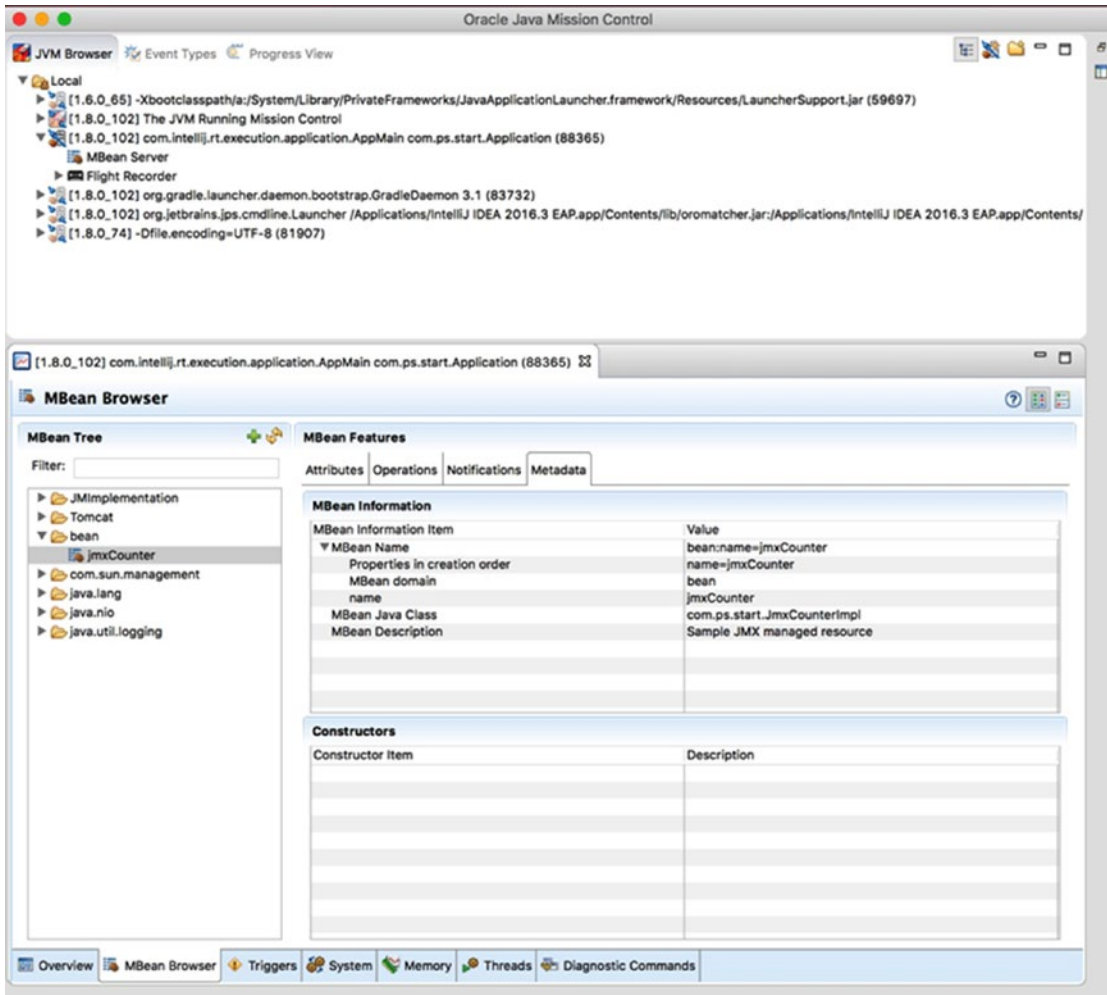 Oracle Java Mission Control
JVM Browser Event Types Progress View
Local
[1.6.0_65] -Xbootclasspath/a:/System/Library/PrivateFrameworks/JavaApplicationLauncher.framework/Resources/LauncherSupport.jar (59697)
[1.8.0_102] The JVM Running Mission Control
[1.8.0_102] com.intellij.rt.execution.application.AppMain com.ps.start.Application (88365)
MBean Server
Flight Recorder
[1.8.0_102] org.gradle.launcher.daemon.bootstrap.GradleDaemon 3.1 (83732)
[1.8.0_102] org.jetbrains.jps.cmdline.Launcher /Applications/IntelliJ IDEA 2016.3 EAP.app/Contents/lib/oromatcher.jar:/Applications/IntelliJ IDEA 2016.3 EAP.app/Contents/
[1.8.0_74] -Dfile.encoding=UTF-8 (81907)
[1.8.0_102] com.intellij.rt.execution.application.AppMain com.ps.start.Application (88365)
MBean Browser
MBean Tree
Filter:
JMImplementation
Tomcat
bean
jmxCounter
com.sun.management
java.lang
java.nio
java.util.logging
MBean Features
Attributes Operations Notifications Metadata
MBean Information
MBean Information Item Value
MBean Name bean:name=jmxCounter
Properties in creation order name=jmxCounter
MBean domain bean
name jmxCounter
MBean Java Class com.ps.start.JmxCounterImpl
MBean Description Sample JMX managed resource
Constructors
Constructor Item Description
Overview MBean Browser Triggers System Memory Threads Diagnostic Commands